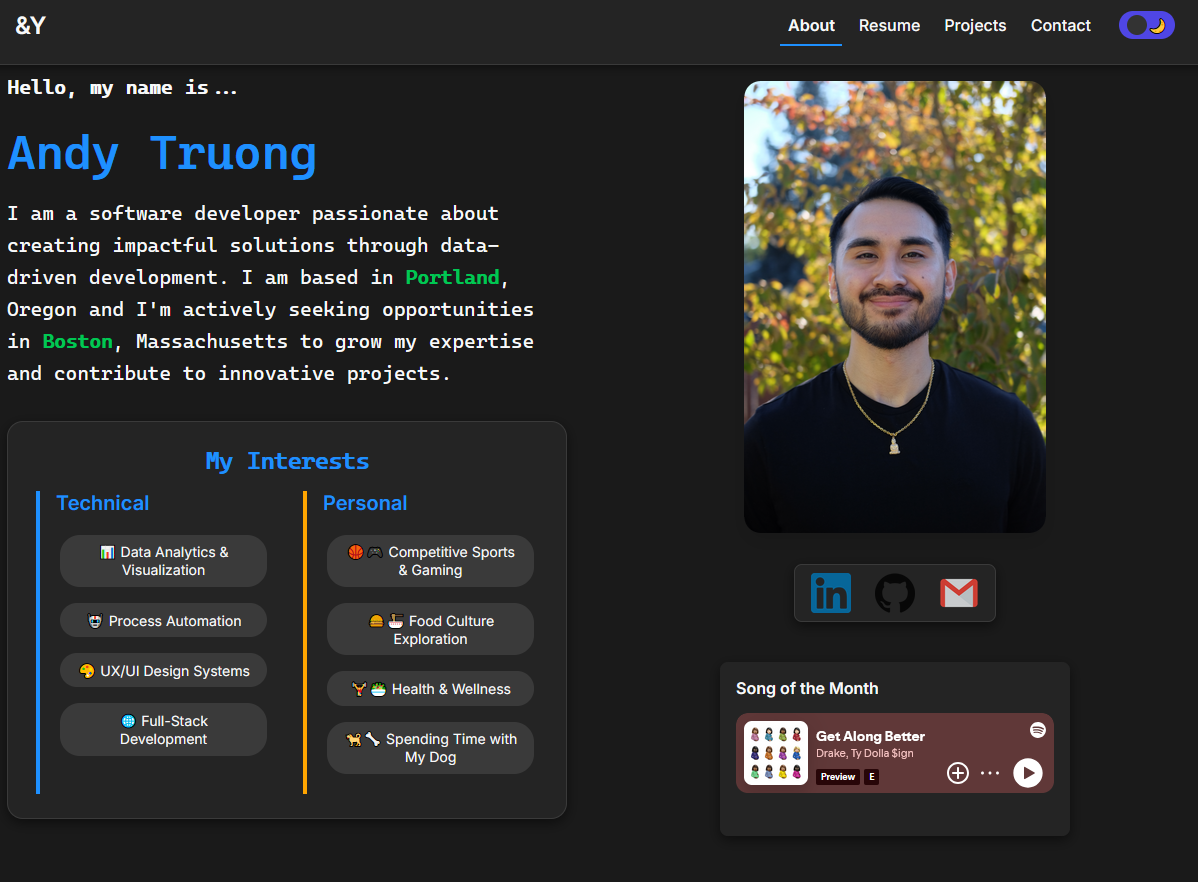 &Y
About
Resume
Projects
Contact
Hello, my name is...
Andy Truong
I am a software developer passionate about
creating impactful solutions through data-
driven development. I am based in Portland,
Oregon and I'm actively seeking opportunities
in Boston, Massachusetts to grow my expertise
and contribute to innovative projects.
My Interests
Technical
📊 Data Analytics &
Visualization
🤖 Process Automation
🎨 UX/UI Design Systems
🌐 Full-Stack
Development
Personal
🏀 🎮 Competitive Sports
& Gaming
🍔 🍜 Food Culture
Exploration
🏋️ 🥗 Health & Wellness
🐕 🦴 Spending Time with
My Dog
in
Song of the Month
Get Along Better
Drake, Ty Dolla $ign
Preview
E